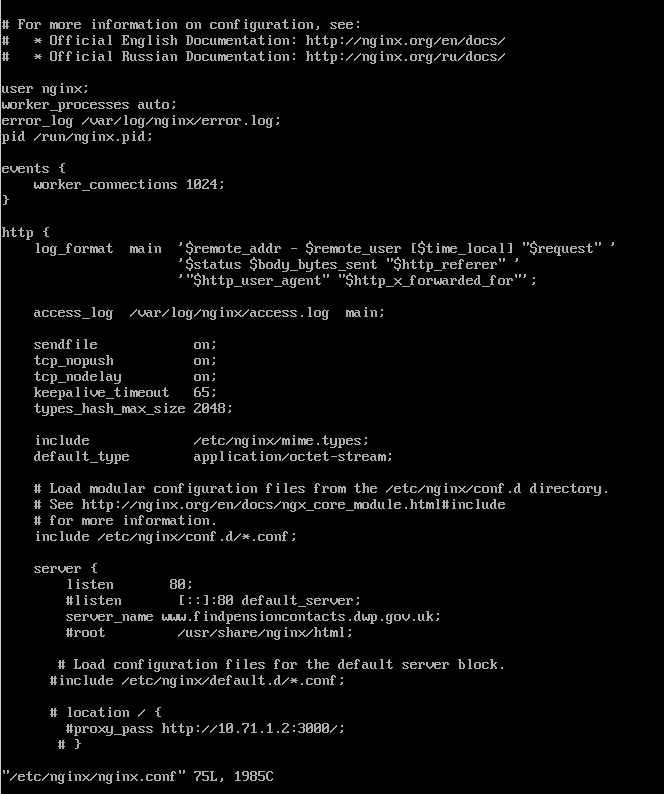 # For more information on configuration, see:
#   * Official English Documentation: http://nginx.org/en/docs/
#   * Official Russian Documentation: http://nginx.org/ru/docs/

user nginx;
worker_processes auto;
error_log /var/log/nginx/error.log;
pid /run/nginx.pid;

events {
    worker_connections 1024;
}

http {
    log_format  main  '$remote_addr - $remote_user [$time_local] "$request" '
                      '$status $body_bytes_sent "$http_referer" '
                      '"$http_user_agent" "$http_x_forwarded_for"';

    access_log  /var/log/nginx/access.log  main;

    sendfile            on;
    tcp_nopush          on;
    tcp_nodelay         on;
    keepalive_timeout   65;
    types_hash_max_size 2048;

    include             /etc/nginx/mime.types;
    default_type        application/octet-stream;

    # Load modular configuration files from the /etc/nginx/conf.d directory.
    # See http://nginx.org/en/docs/ngx_core_module.html#include
    # for more information.
    include /etc/nginx/conf.d/*.conf;

    server {
        listen       80;
        #listen       [::]:80 default_server;
        server_name www.findpensioncontacts.dwp.gov.uk;
        #root         /usr/share/nginx/html;

       # Load configuration files for the default server block.
      #include /etc/nginx/default.d/*.conf;

      # location / {
        #proxy_pass http://10.71.1.2:3000/;
       # }

"/etc/nginx/nginx.conf" 75L, 1985C